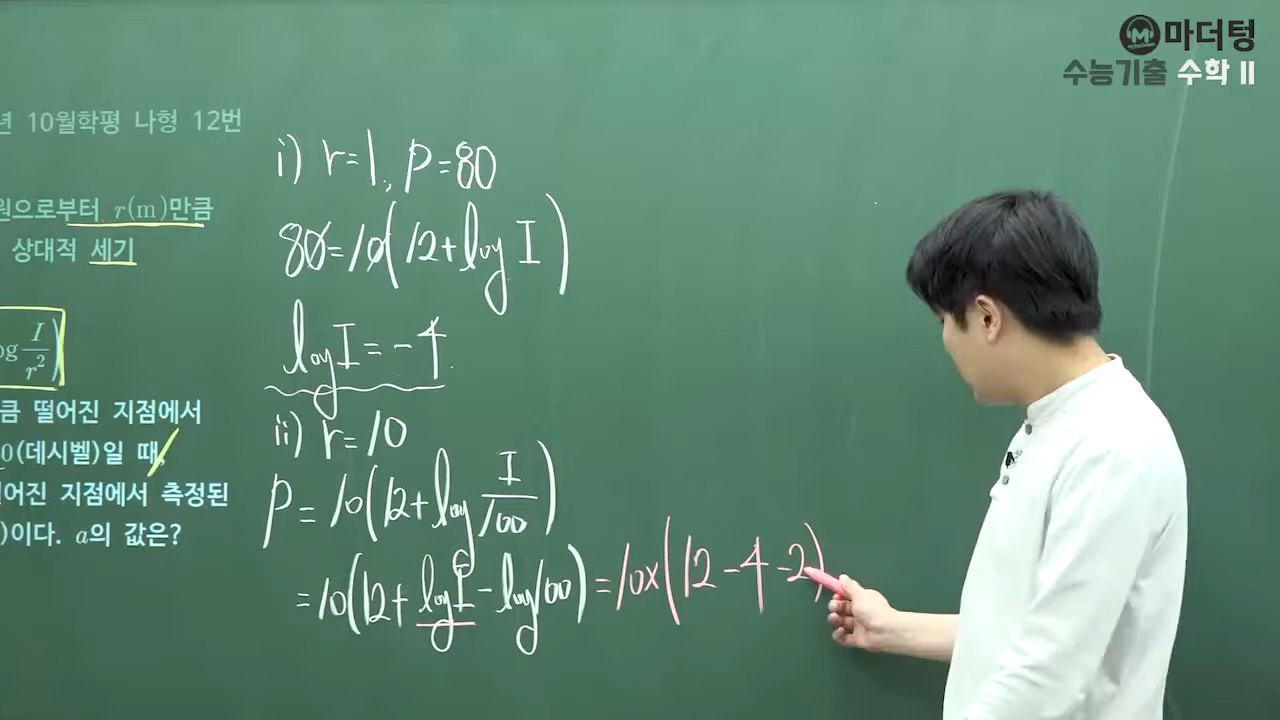 마더텅
수능기출 수학 II
년 10월학평 나형 12번
원으로부터 r(m)만큼
상대적 세기
og I/r²)
큼 떨어진 지점에서
0(데시벨)일 때,
어진 지점에서 측정된
)이다. a의 값은?
i) r=1, P=80
80=10(12+log I)
log I=-4
ii) r=10
P=10(12+log I/100)
=10(12+log I-log100)=10×(12-4-2)